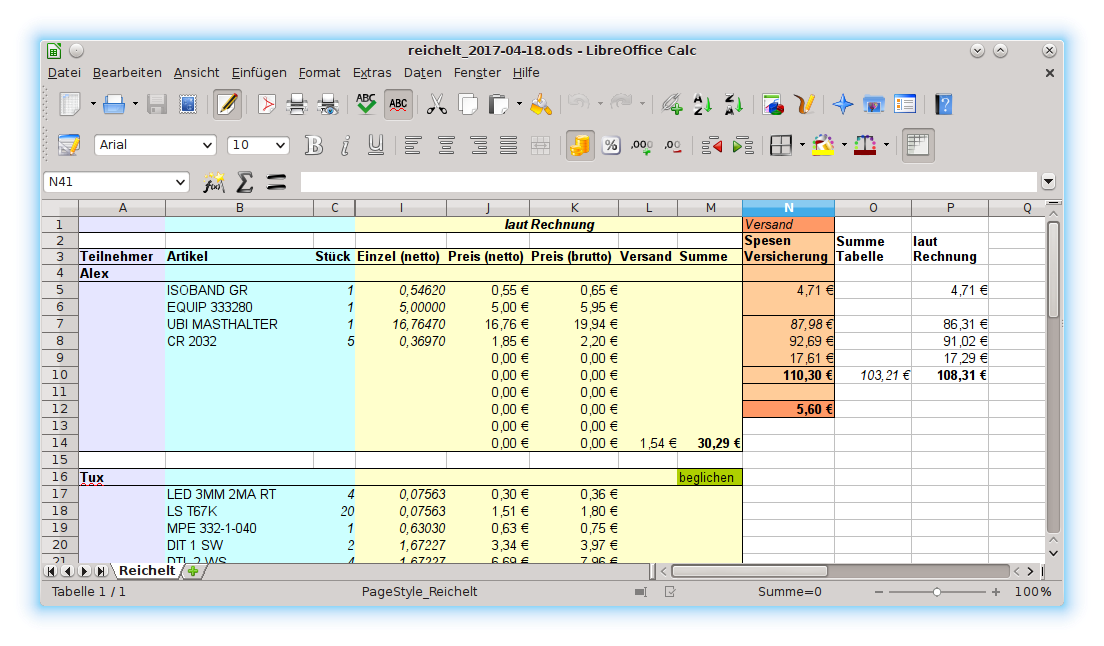 reichelt_2017-04-18.ods - LibreOffice Calc
Datei Bearbeiten Ansicht Einfügen Format Extras Daten Fenster Hilfe
Arial 10
N41
A B C I J K L M N O P Q
1 laut Rechnung Versand
2 Spesen Summe laut
3 Teilnehmer Artikel Stück Einzel (netto) Preis (netto) Preis (brutto) Versand Summe Versicherung Tabelle Rechnung
4 Alex
5 ISOBAND GR 1 0,54620 0,55 € 0,65 € 4,71 € 4,71 €
6 EQUIP 333280 1 5,00000 5,00 € 5,95 €
7 UBI MASTHALTER 1 16,76470 16,76 € 19,94 € 87,98 € 86,31 €
8 CR 2032 5 0,36970 1,85 € 2,20 € 92,69 € 91,02 €
9 0,00 € 0,00 € 17,61 € 17,29 €
10 0,00 € 0,00 € 110,30 € 103,21 € 108,31 €
11 0,00 € 0,00 €
12 0,00 € 0,00 € 5,60 €
13 0,00 € 0,00 €
14 0,00 € 0,00 € 1,54 € 30,29 €
15
16 Tux beglichen
17 LED 3MM 2MA RT 4 0,07563 0,30 € 0,36 €
18 LS T67K 20 0,07563 1,51 € 1,80 €
19 MPE 332-1-040 1 0,63030 0,63 € 0,75 €
20 DIT 1 SW 2 1,67227 3,34 € 3,97 €
21 DTL 2 WS 4 1,67227 6,69 € 7,96 €
Reichelt
Tabelle 1 / 1 PageStyle_Reichelt Summe=0 100%